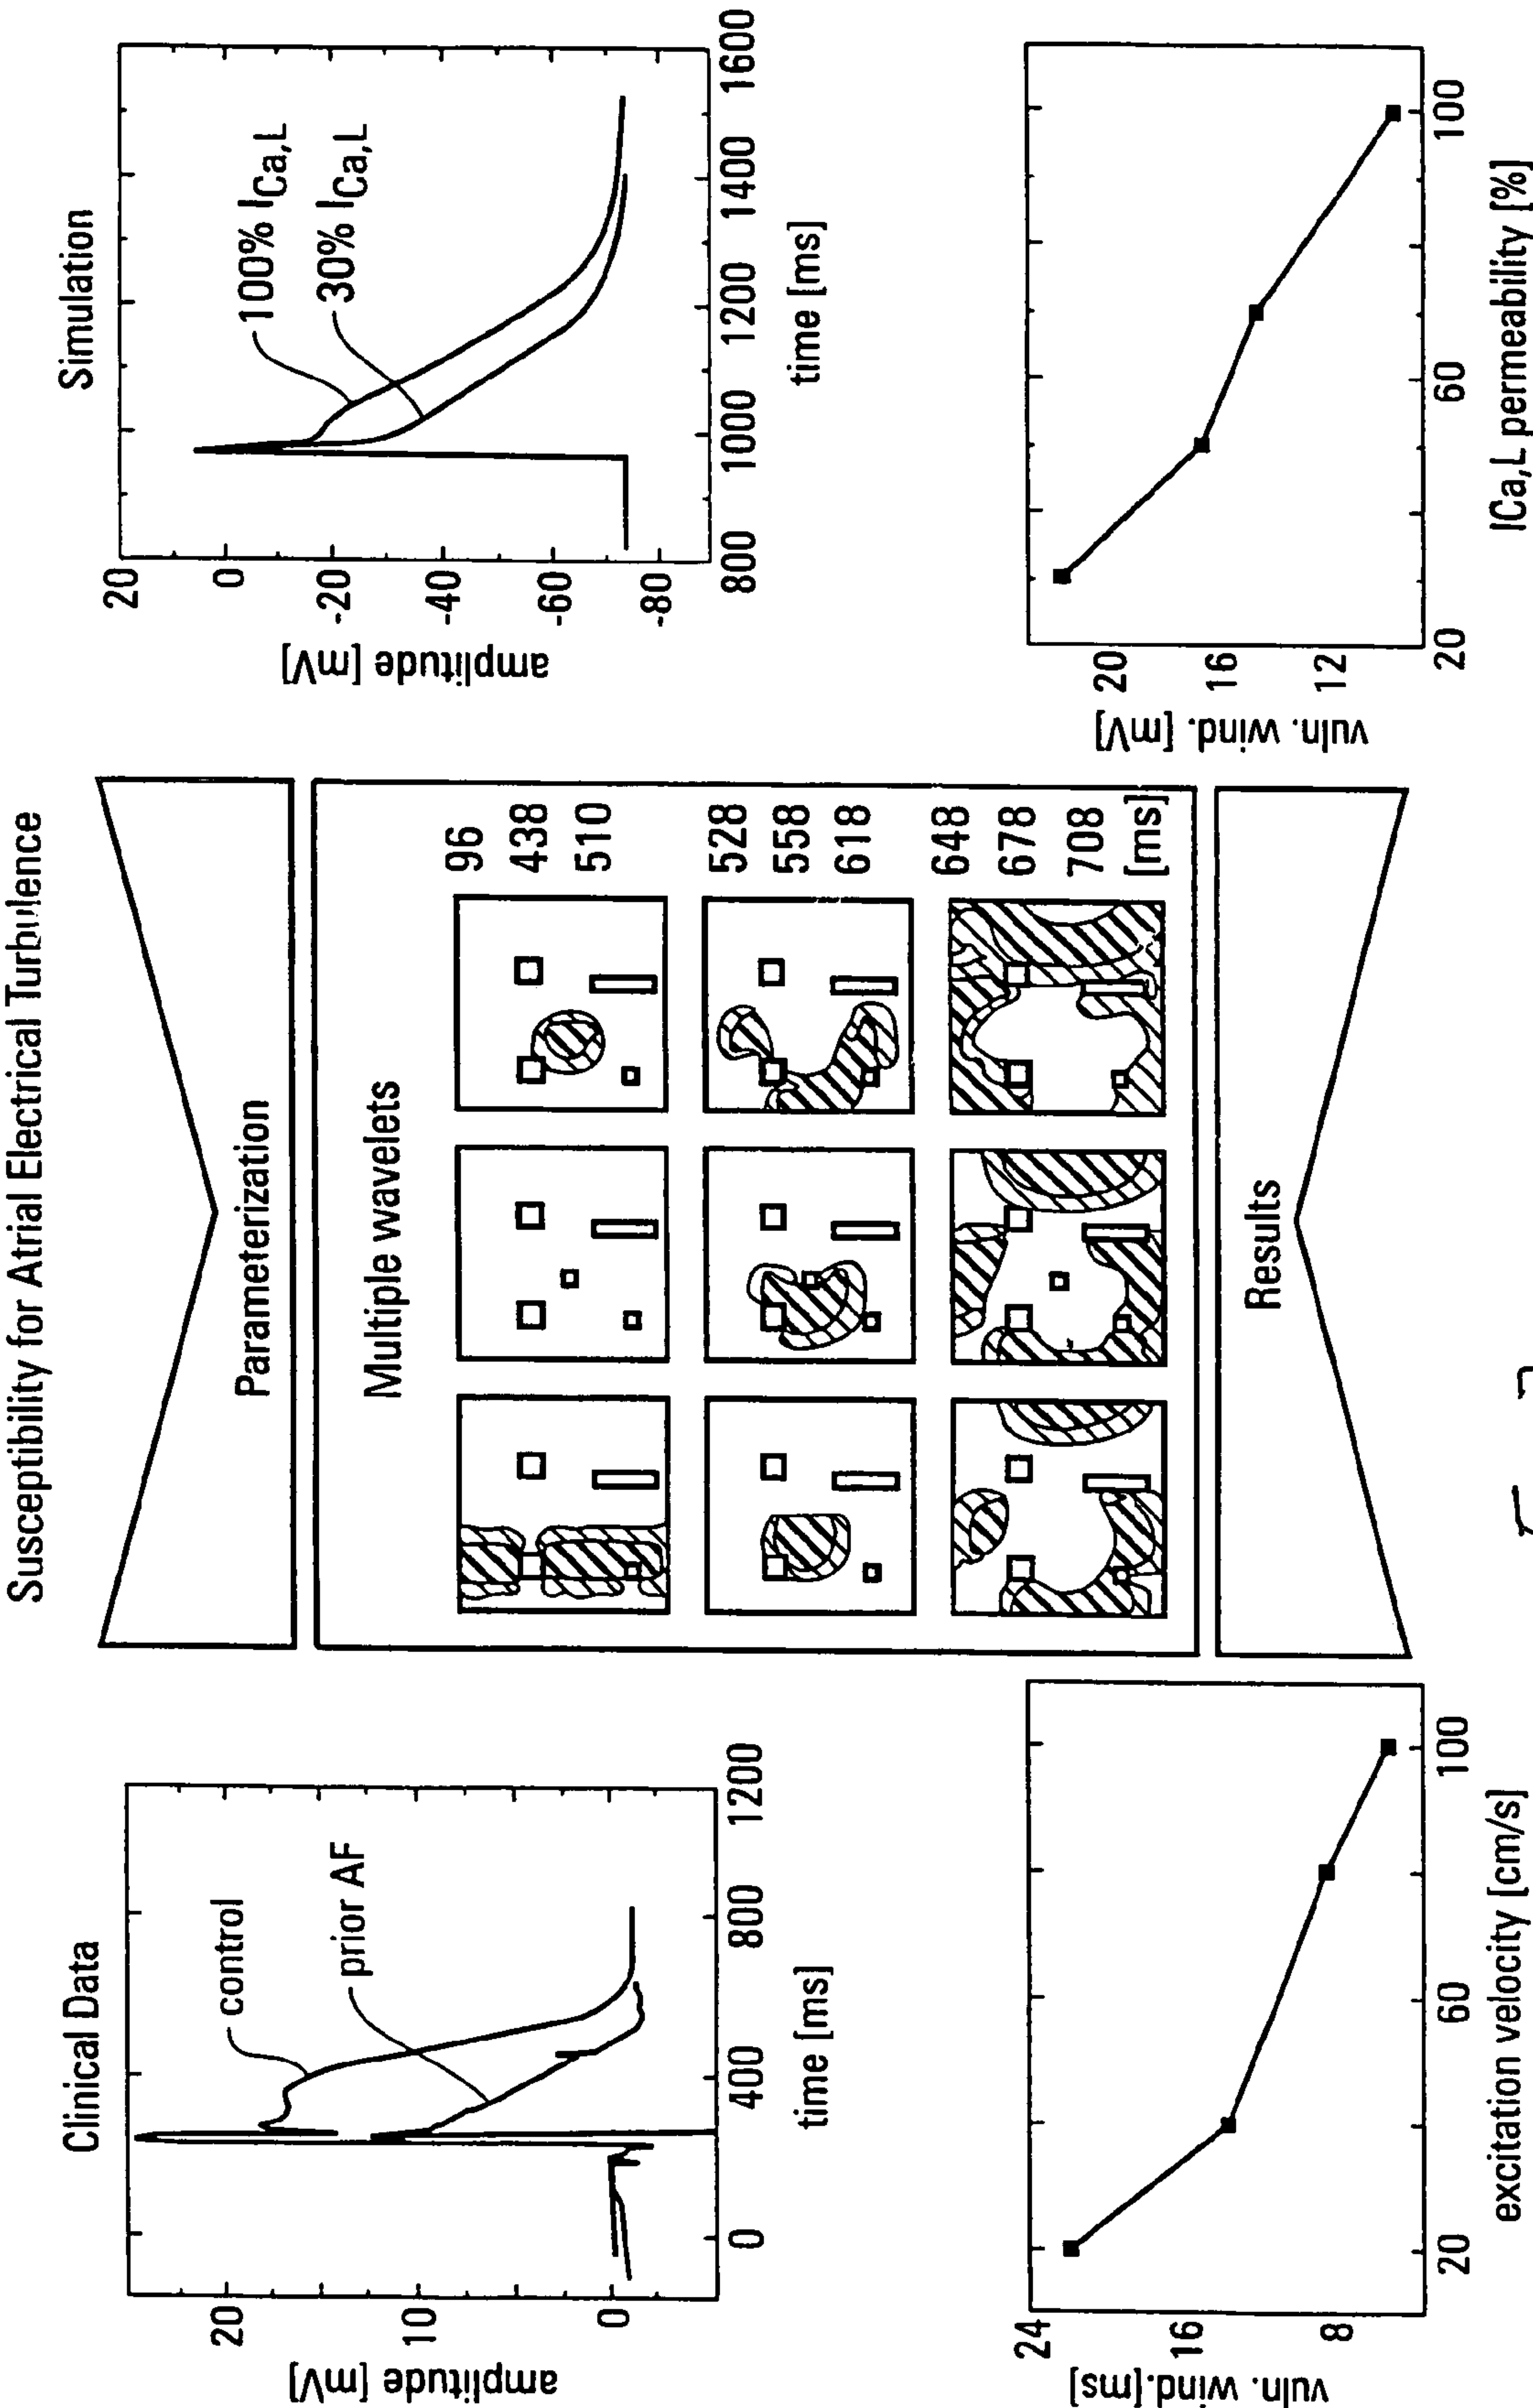 Susceptibility for Atrial Electrical Turbulence
Clinical Data
amplitude [mV]
20
10
0
control
prior AF
0
400
800
1200
time [ms]
Parameterization
Multiple wavelets
96
438
510
528
558
618
648
678
708
[ms]
Results
Simulation
amplitude [mV]
20
0
-20
-40
-60
-80
100% ICa,L
30% ICa,L
800
1000
1200
1400
1600
time [ms]
vuln. wind.[ms]
24
16
8
20
60
100
excitation velocity [cm/s]
vuln. wind. [mV]
20
16
12
20
60
100
ICa,L permeability [%]